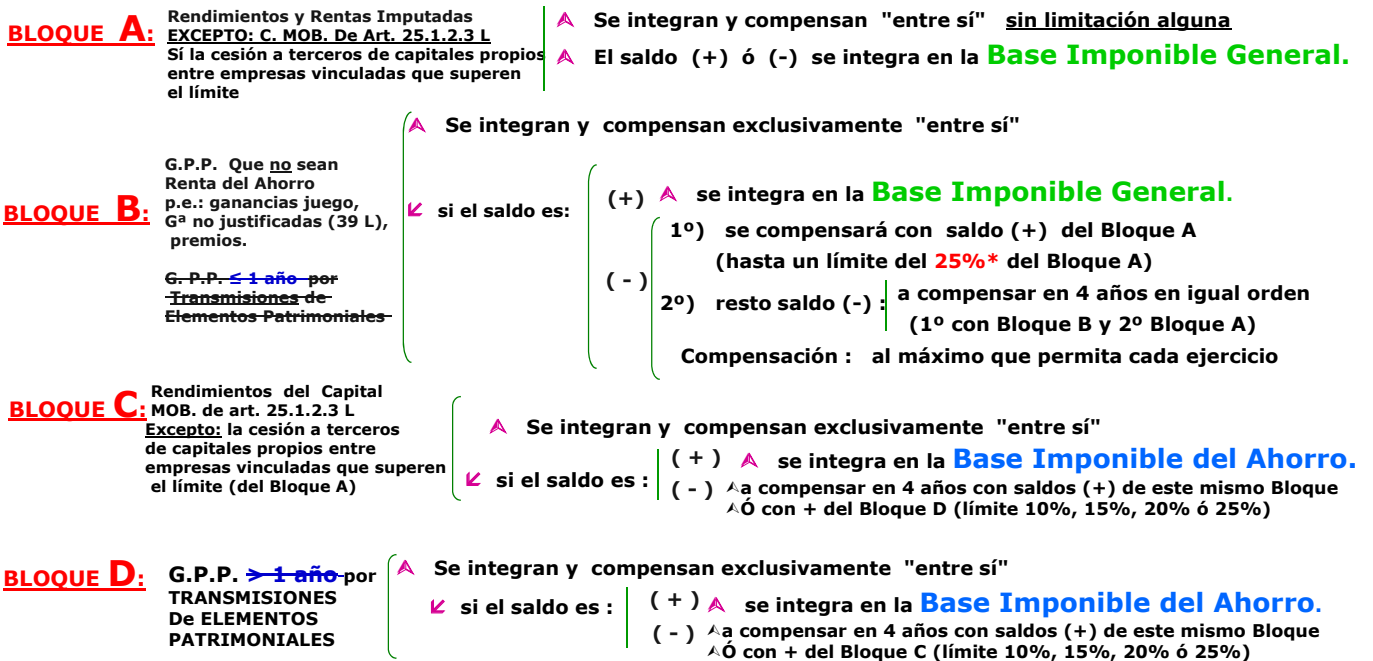 BLOQUE A:
Rendimientos y Rentas Imputadas
EXCEPTO: C. MOB. De Art. 25.1.2.3 L
Sí la cesión a terceros de capitales propios
entre empresas vinculadas que superen
el límite
Se integran y compensan "entre sí" sin limitación alguna
El saldo (+) ó (-) se integra en la Base Imponible General.
BLOQUE B:
G.P.P. Que no sean
Renta del Ahorro
p.e.: ganancias juego,
Gª no justificadas (39 L),
premios.
G. P.P. ≤ 1 año por
Transmisiones de
Elementos Patrimoniales
Se integran y compensan exclusivamente "entre sí"
si el saldo es:
(+) se integra en la Base Imponible General.
( - )
1º) se compensará con saldo (+) del Bloque A
(hasta un límite del 25%* del Bloque A)
2º) resto saldo (-) : a compensar en 4 años en igual orden
(1º con Bloque B y 2º Bloque A)
Compensación : al máximo que permita cada ejercicio
BLOQUE C:
Rendimientos del Capital
MOB. de art. 25.1.2.3 L
Excepto: la cesión a terceros
de capitales propios entre
empresas vinculadas que superen
el límite (del Bloque A)
Se integran y compensan exclusivamente "entre sí"
si el saldo es :
( + ) se integra en la Base Imponible del Ahorro.
( - ) a compensar en 4 años con saldos (+) de este mismo Bloque
Ó con + del Bloque D (límite 10%, 15%, 20% ó 25%)
BLOQUE D:
G.P.P. > 1 año por
TRANSMISIONES
De ELEMENTOS
PATRIMONIALES
Se integran y compensan exclusivamente "entre sí"
si el saldo es :
( + ) se integra en la Base Imponible del Ahorro.
( - ) a compensar en 4 años con saldos (+) de este mismo Bloque
Ó con + del Bloque C (límite 10%, 15%, 20% ó 25%)